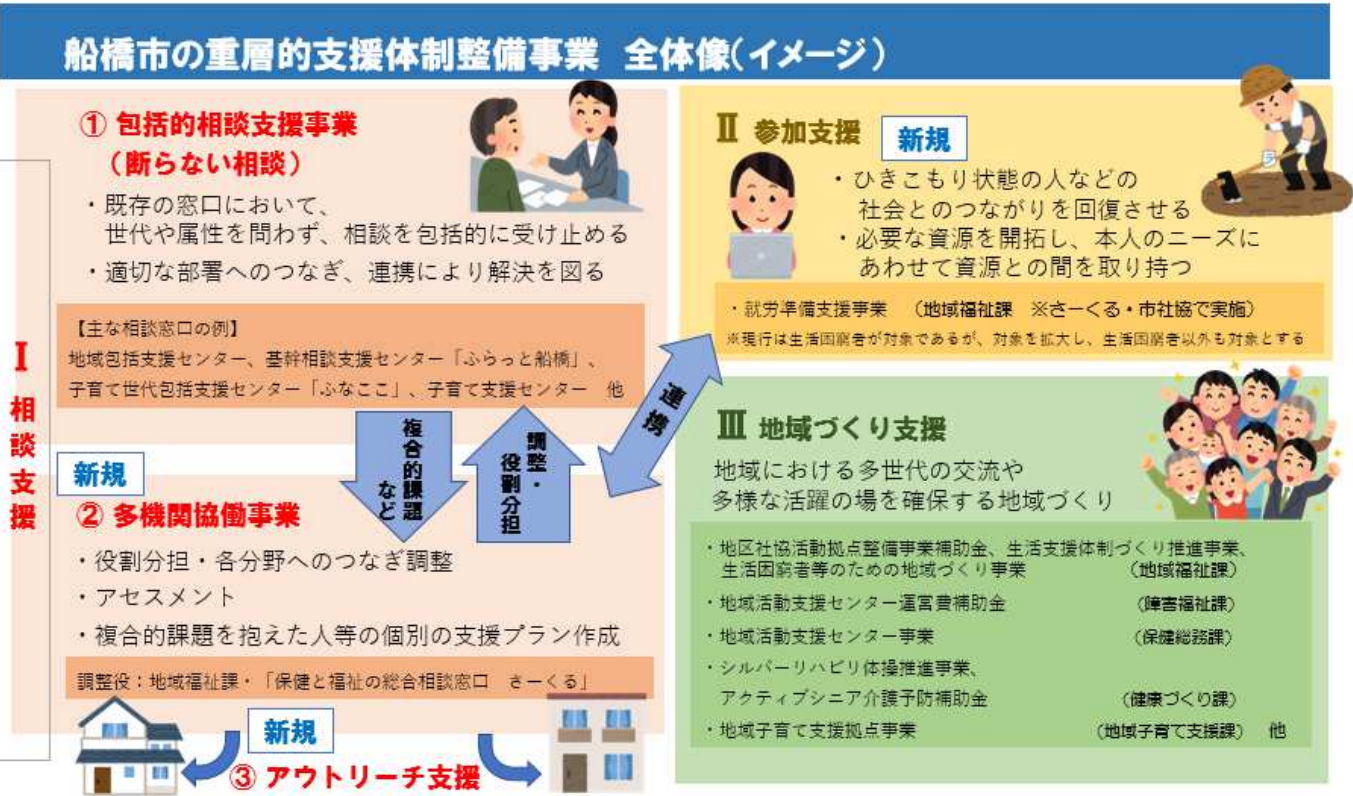 船橋市の重層的支援体制整備事業 全体像(イメージ)
Ⅰ相談支援
① 包括的相談支援事業
(断らない相談)
・既存の窓口において、
世代や属性を問わず、相談を包括的に受け止める
・適切な部署へのつなぎ、連携により解決を図る
【主な相談窓口の例】
地域包括支援センター、基幹相談支援センター「ふらっと船橋」、
子育て世代包括支援センター「ふなここ」、子育て支援センター 他
複合的課題
など
調整・
役割分担
連携
新規
② 多機関協働事業
・役割分担・各分野へのつなぎ調整
・アセスメント
・複合的課題を抱えた人等の個別の支援プラン作成
調整役:地域福祉課・「保健と福祉の総合相談窓口 さーくる」
新規
③ アウトリーチ支援
Ⅱ 参加支援 新規
・ひきこもり状態の人などの
社会とのつながりを回復させる
・必要な資源を開拓し、本人のニーズに
あわせて資源との間を取り持つ
・就労準備支援事業 (地域福祉課 ※さーくる・市社協で実施)
※現行は生活困窮者が対象であるが、対象を拡大し、生活困窮者以外も対象とする
Ⅲ 地域づくり支援
地域における多世代の交流や
多様な活躍の場を確保する地域づくり
・地区社協活動拠点整備事業補助金、生活支援体制づくり推進事業、
生活困窮者等のための地域づくり事業 (地域福祉課)
・地域活動支援センター運営費補助金 (障害福祉課)
・地域活動支援センター事業 (保健総務課)
・シルバーリハビリ体操推進事業、
アクティブシニア介護予防補助金 (健康づくり課)
・地域子育て支援拠点事業 (地域子育て支援課) 他